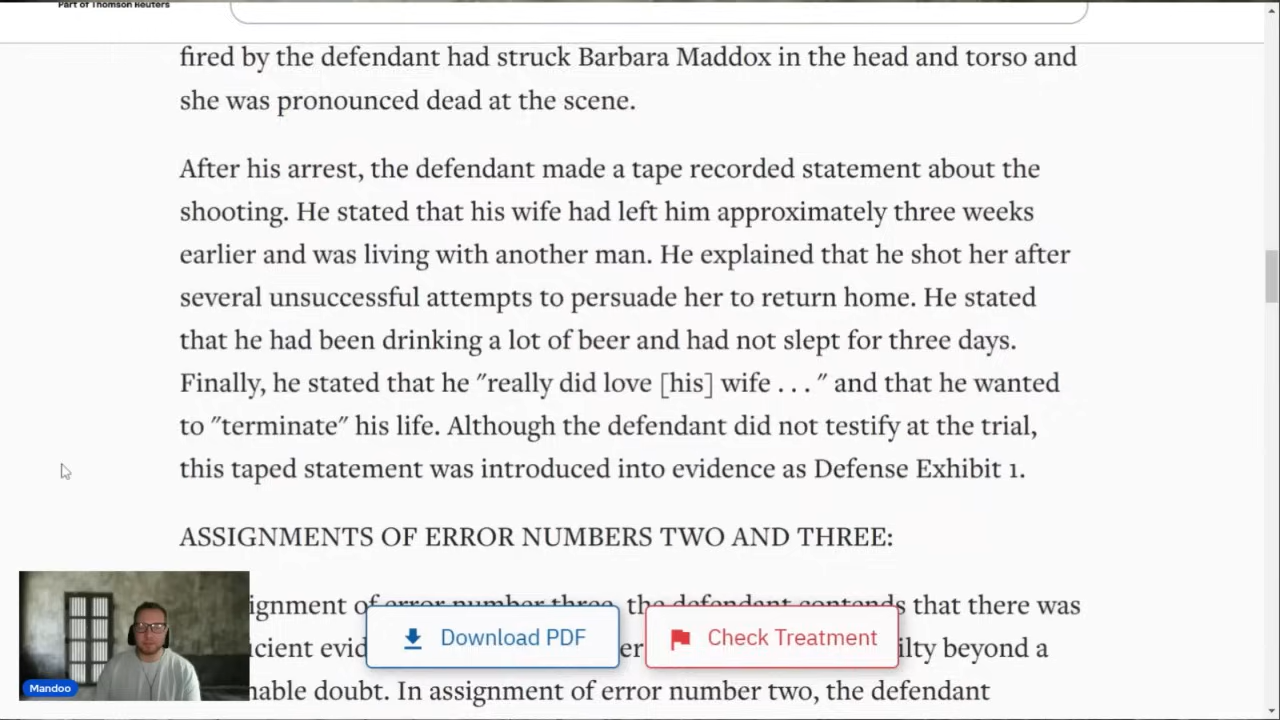 Part of Thomson Reuters
fired by the defendant had struck Barbara Maddox in the head and torso and
she was pronounced dead at the scene.
After his arrest, the defendant made a tape recorded statement about the
shooting. He stated that his wife had left him approximately three weeks
earlier and was living with another man. He explained that he shot her after
several unsuccessful attempts to persuade her to return home. He stated
that he had been drinking a lot of beer and had not slept for three days.
Finally, he stated that he "really did love [his] wife . . . " and that he wanted
to "terminate" his life. Although the defendant did not testify at the trial,
this taped statement was introduced into evidence as Defense Exhibit 1.
ASSIGNMENTS OF ERROR NUMBERS TWO AND THREE:
ignment of error number three, the defendant contends that there was
icient evid er ilty beyond a
Download PDF
Check Treatment
nable doubt. In assignment of error number two, the defendant
Mandoo